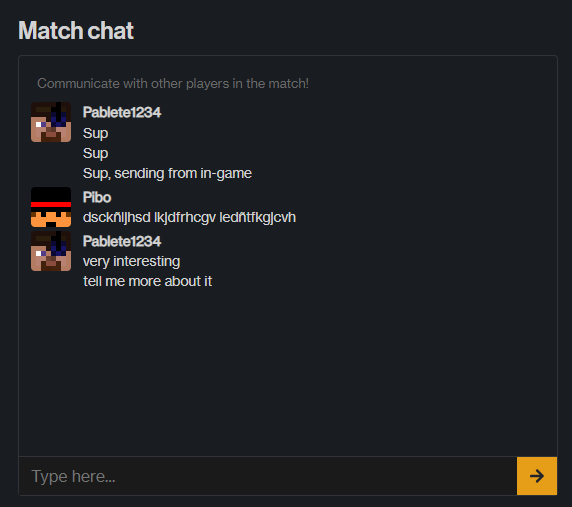 Match chat
Communicate with other players in the match!
Pablete1234
Sup
Sup
Sup, sending from in-game
Pibo
dsckñljhsd lkjdfrhcgv ledñtfkgjcvh
Pablete1234
very interesting
tell me more about it
Type here...